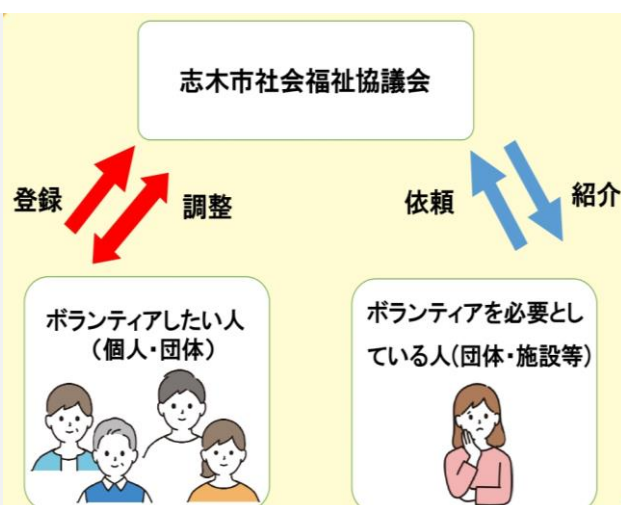 志木市社会福祉協議会
登録
調整
依頼
紹介
ボランティアしたい人
（個人・団体）
ボランティアを必要とし
ている人(団体・施設等)